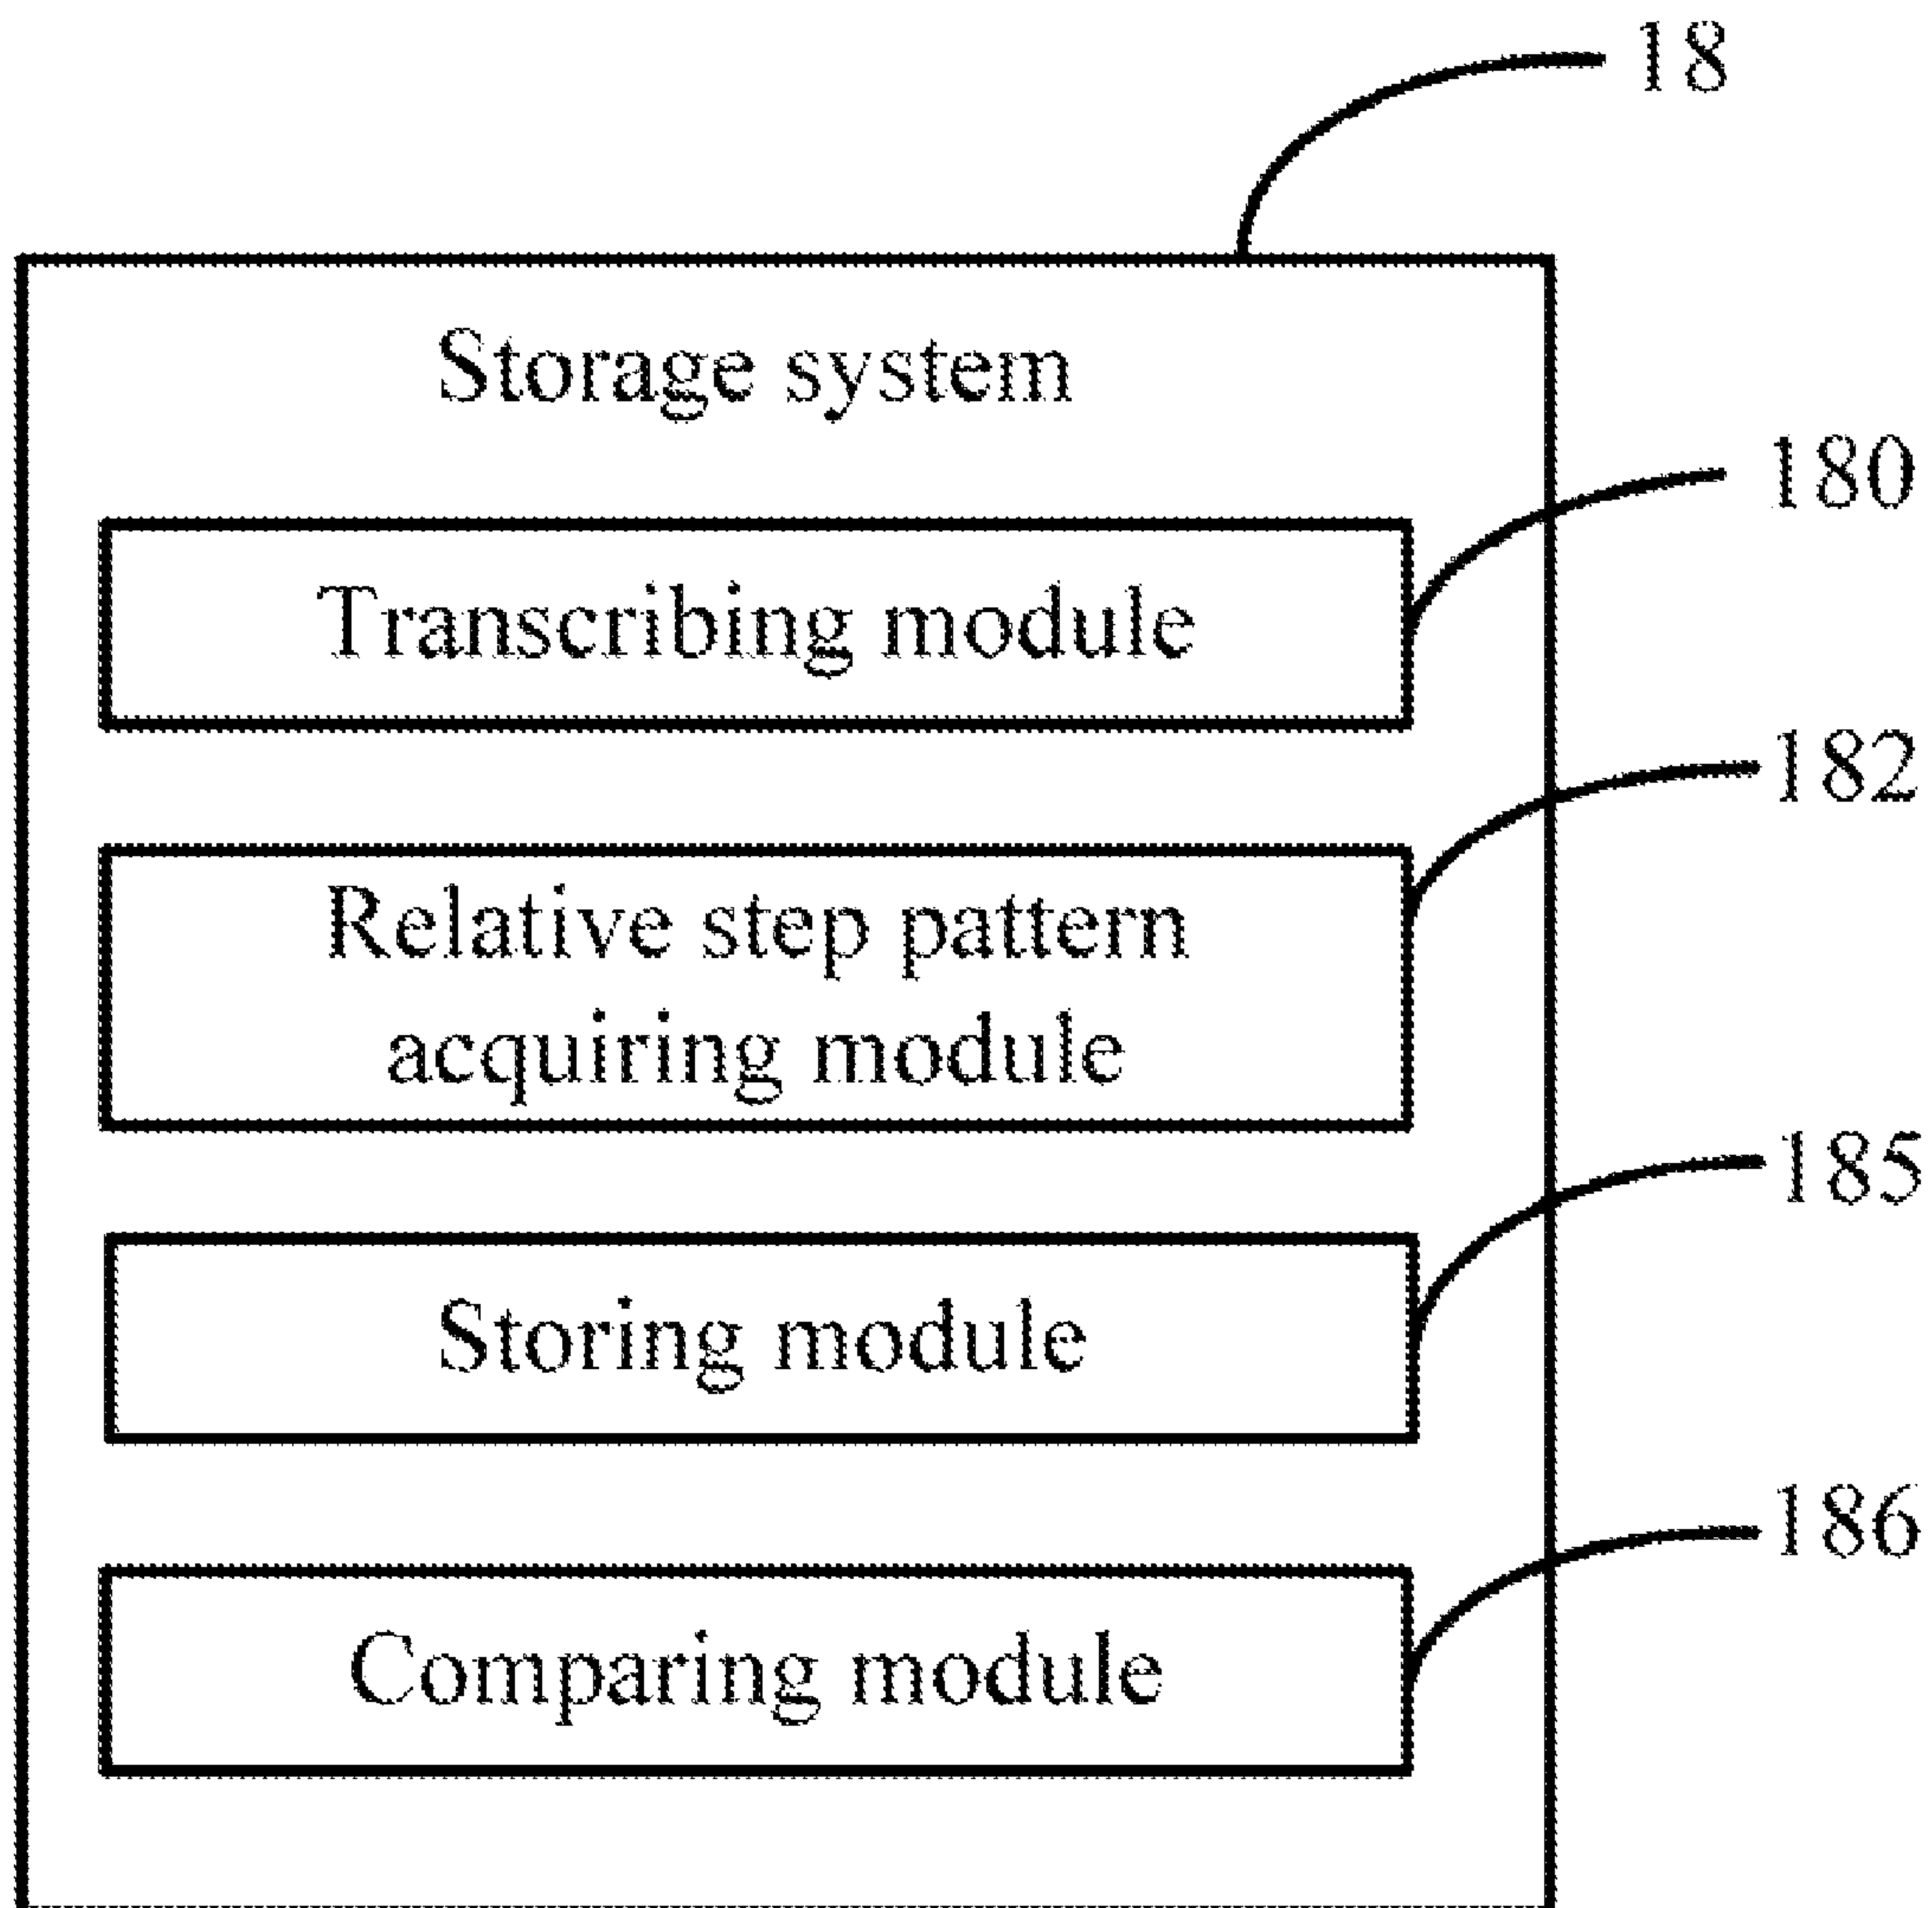 18
Storage system
180
Transcribing module
182
Relative step pattern
acquiring module
185
Storing module
186
Comparing module